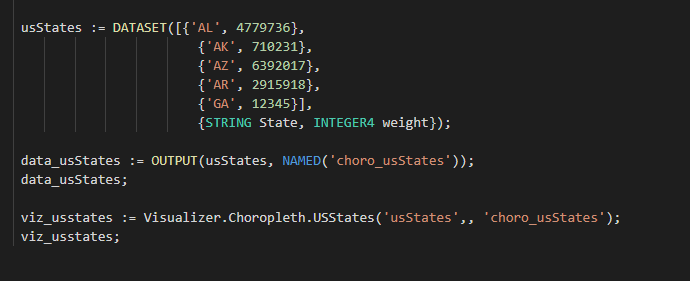 usStates := DATASET([{'AL', 4779736},
{'AK', 710231},
{'AZ', 6392017},
{'AR', 2915918},
{'GA', 12345}],
{STRING State, INTEGER4 weight});
data_usStates := OUTPUT(usStates, NAMED('choro_usStates'));
data_usStates;
viz_usstates := Visualizer.Choropleth.USStates('usStates',, 'choro_usStates');
viz_usstates;